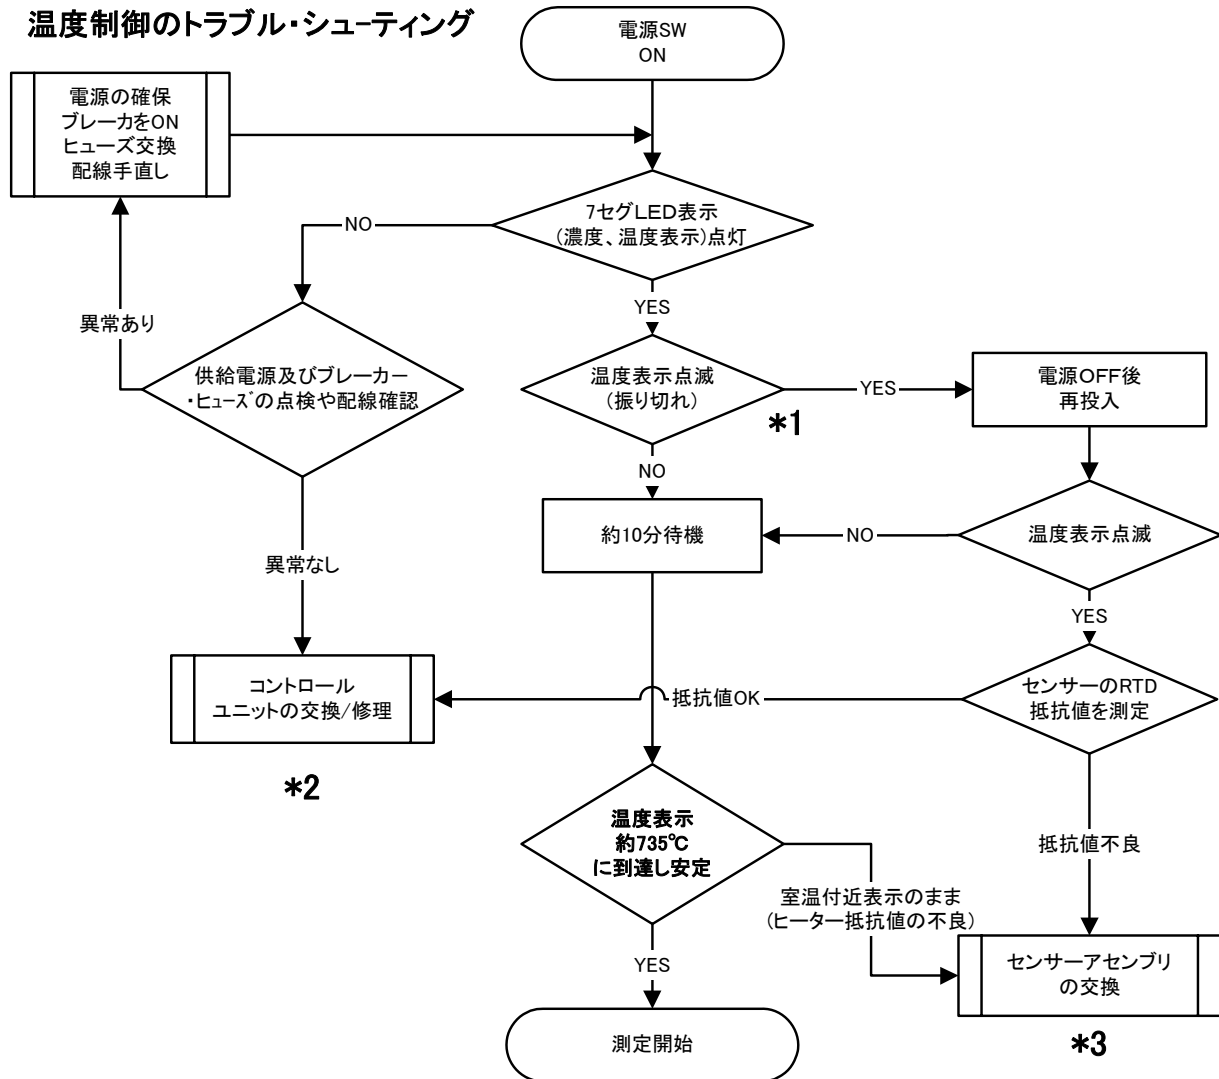 温度制御のトラブル・シューティング
電源SW
ON
電源の確保
ブレーカをON
ヒューズ交換
配線手直し
7セグLED表示
(濃度、温度表示)点灯
NO
YES
異常あり
供給電源及びブレーカー
・ヒューズの点検や配線確認
温度表示点滅
(振り切れ)
YES
*1
電源OFF後
再投入
NO
約10分待機
NO
温度表示点滅
異常なし
YES
コントロール
ユニットの交換/修理
抵抗値OK
センサーのRTD
抵抗値を測定
*2
温度表示
約735℃
に到達し安定
抵抗値不良
室温付近表示のまま
(ヒーター抵抗値の不良)
YES
センサーアセンブリ
の交換
測定開始
*3